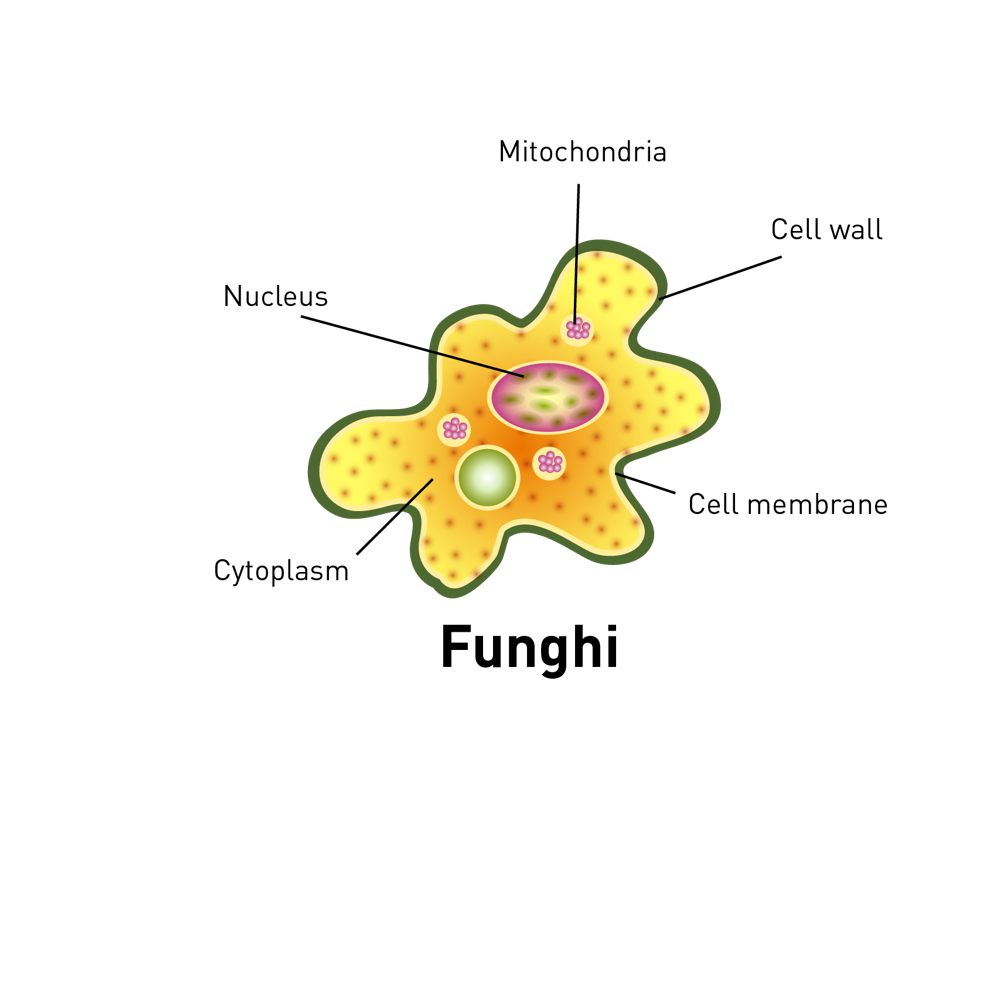 Mitochondria
Cell wall
Nucleus
Cell membrane
Cytoplasm
Funghi